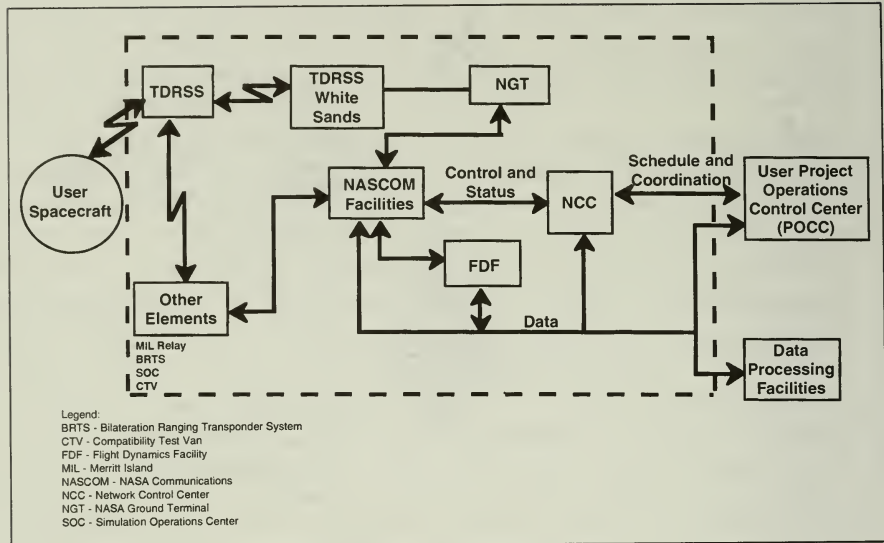 TDRSS
TDRSS
White
Sands
NGT
User
Spacecraft
NASCOM
Facilities
Control and
Status
NCC
Schedule and
Coordination
User Project
Operations
Control Center
(POCC)
FDF
Other
Elements
Data
MIL Relay
BRTS
SOC
CTV
Data
Processing
Facilities
Legend:
BRTS - Bilateration Ranging Transponder System
CTV - Compatibility Test Van
FDF - Flight Dynamics Facility
MIL - Merritt Island
NASCOM - NASA Communications
NCC - Network Control Center
NGT - NASA Ground Terminal
SOC - Simulation Operations Center